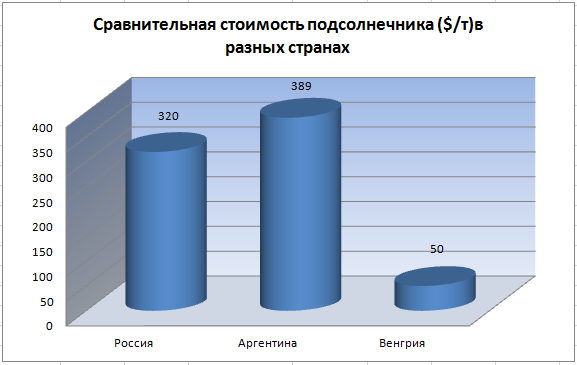 Сравнительная стоимость подсолнечника ($/т)в
разных странах
389
320
400
350
300
250
50
200
150
100
50
0
Россия
Аргентина
Венгрия